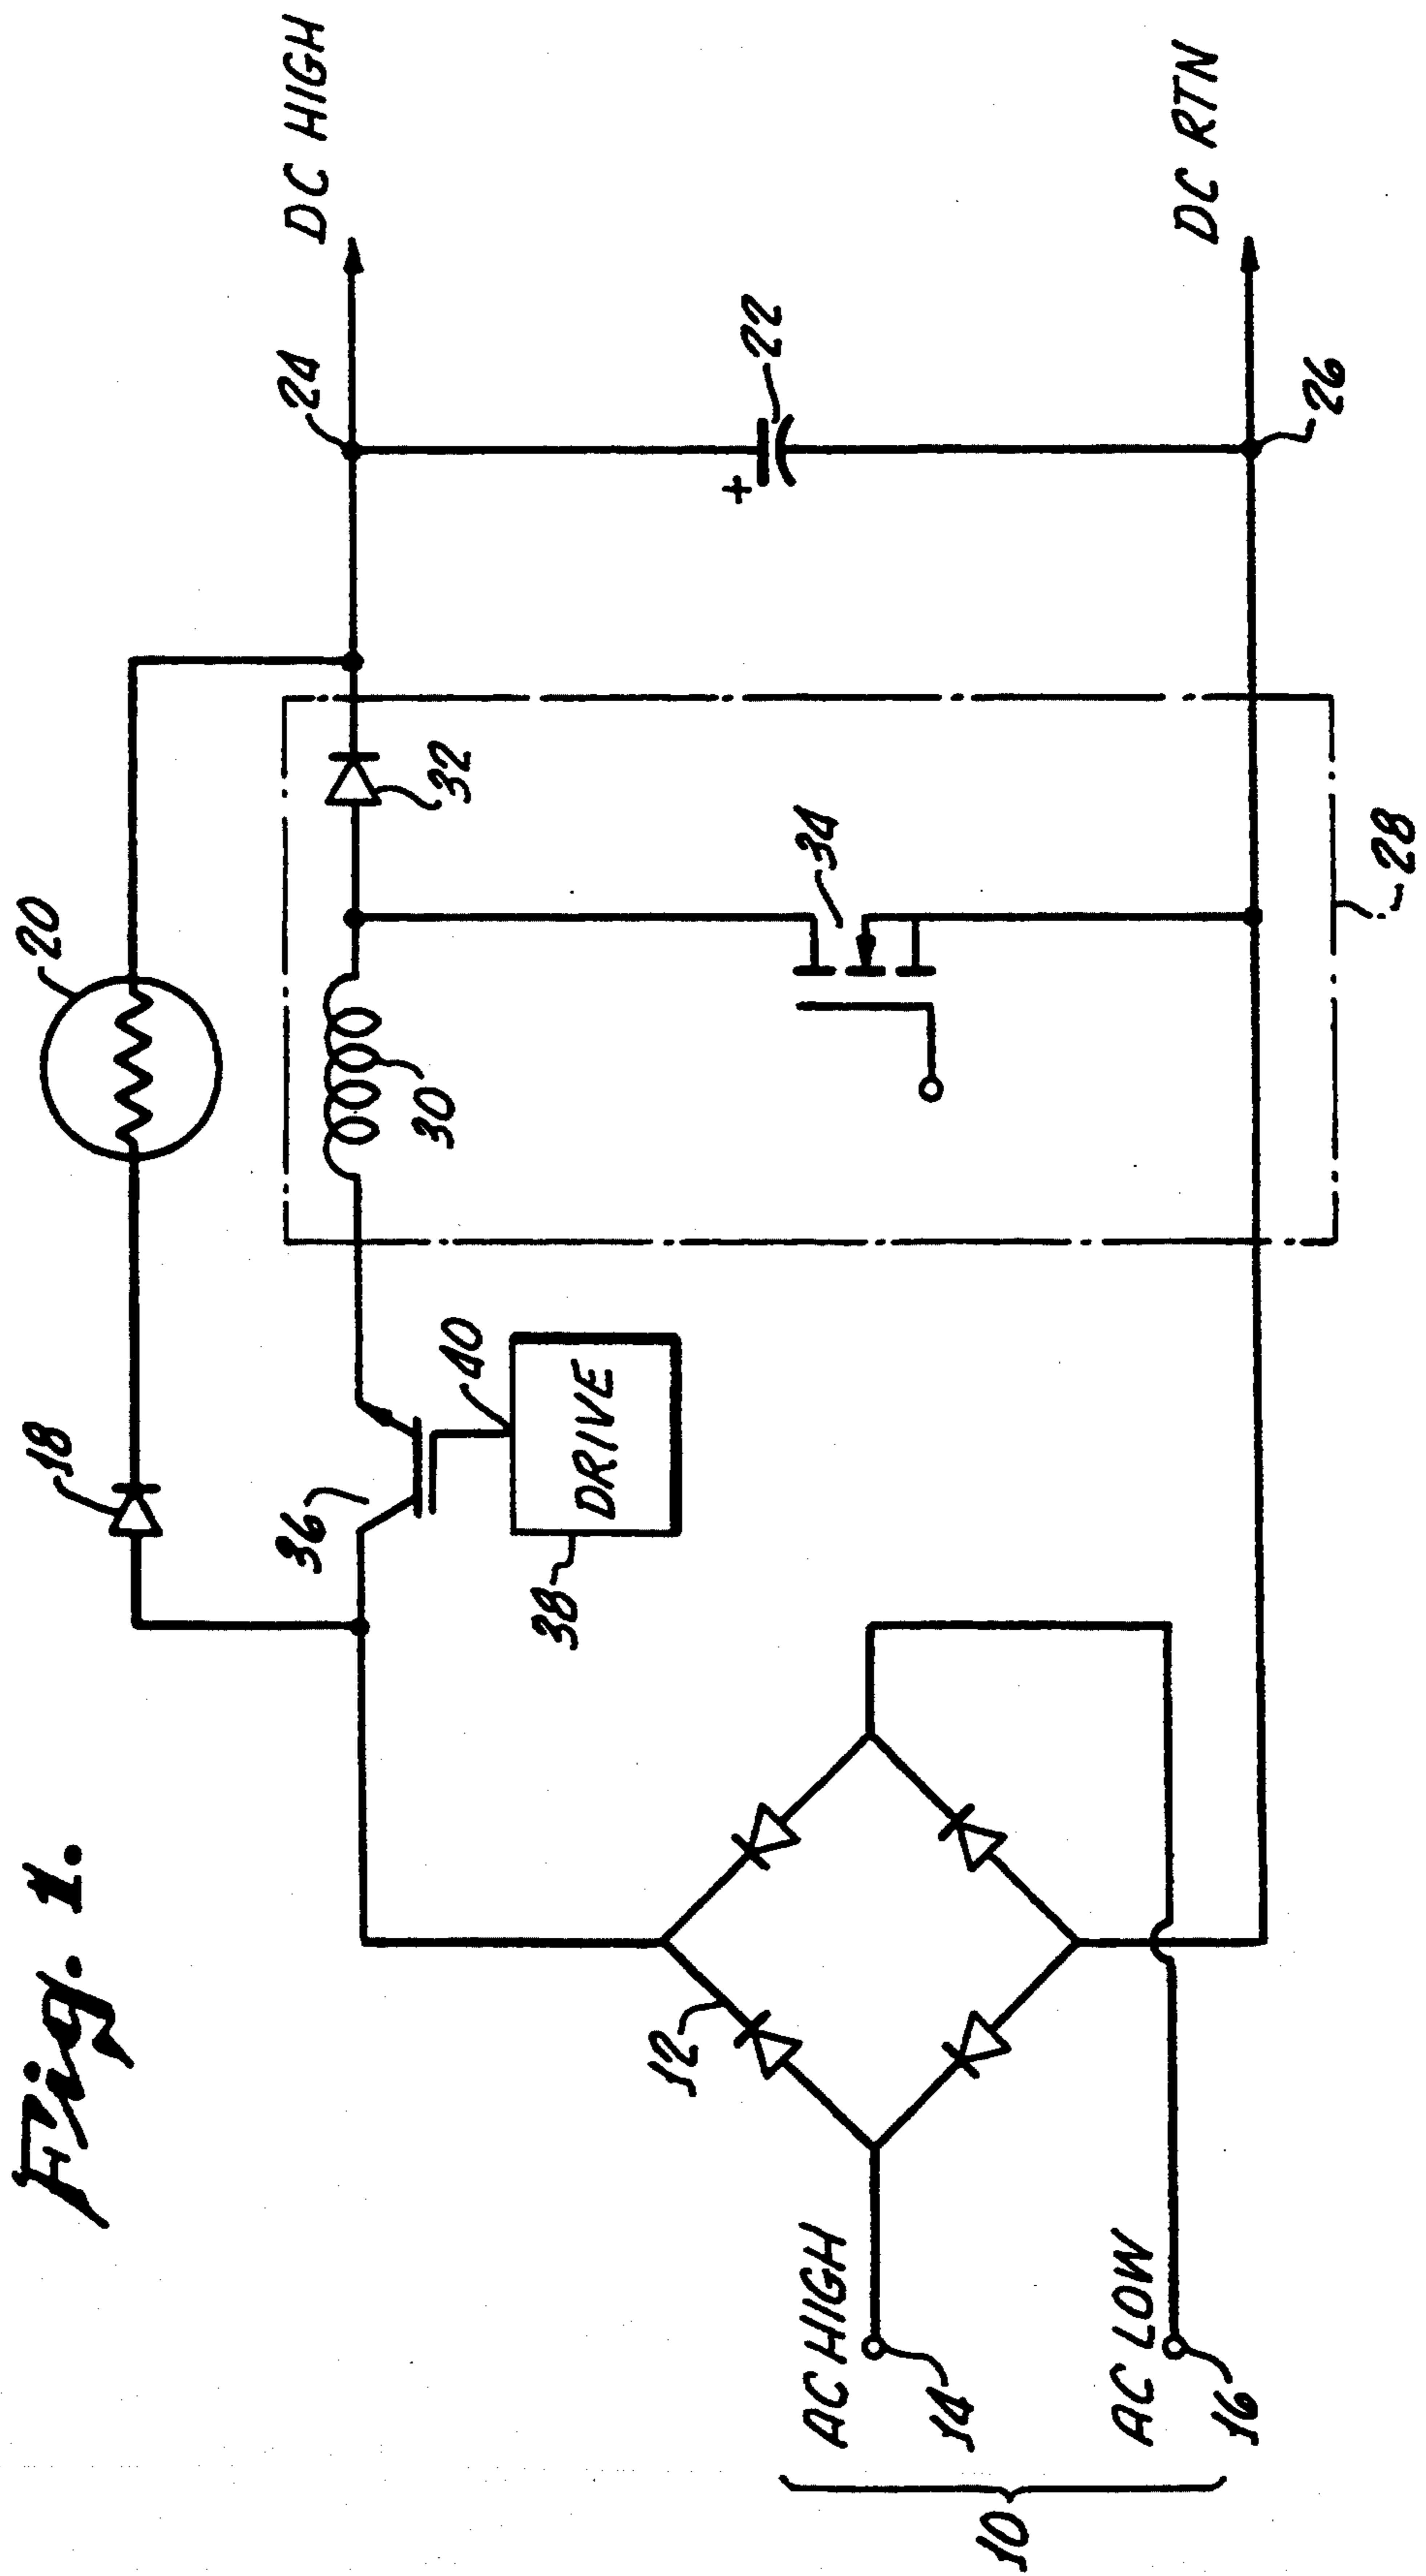 Fig. 1.
20
18
24
DC HIGH
36
30
32
40
38
DRIVE
34
22
+
12
AC HIGH
14
10
AC LOW
16
28
26
DC RTN